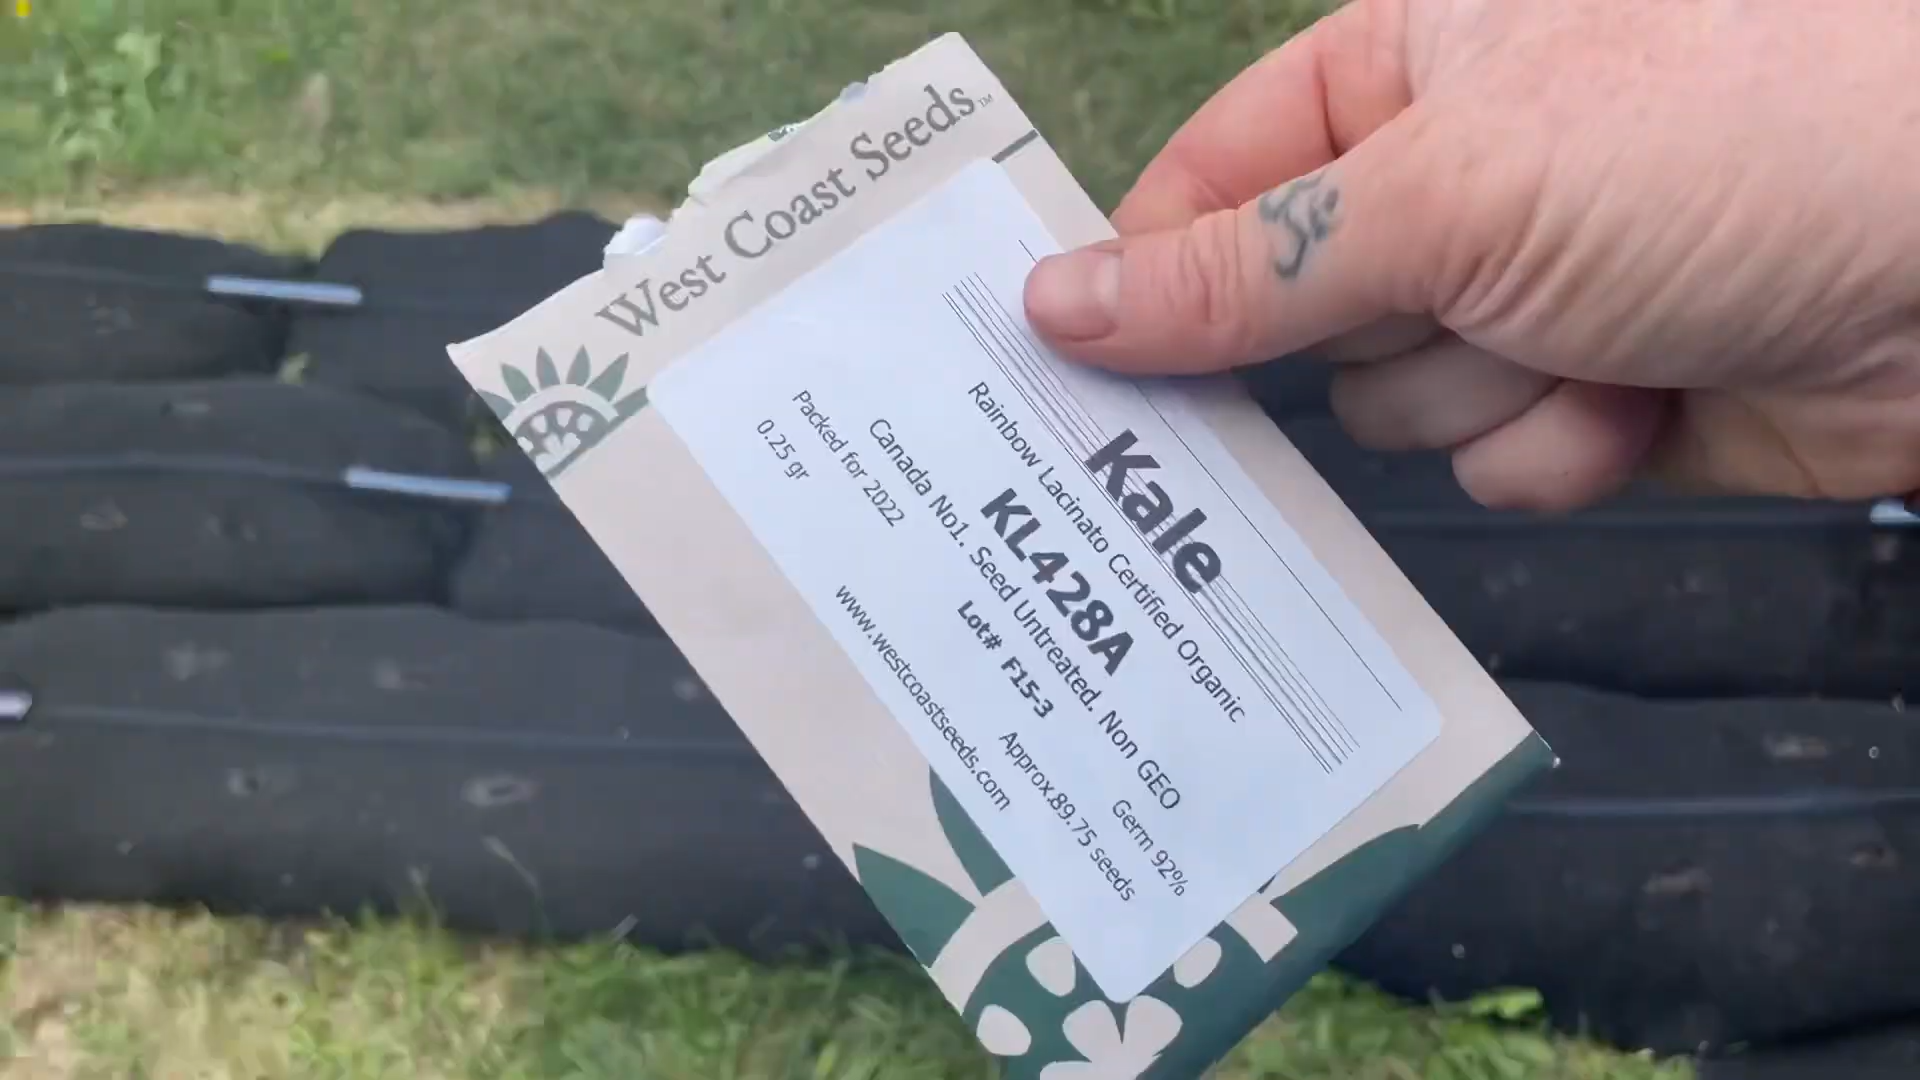 West Coast Seeds™
Kale
Rainbow Lacinato Certified Organic
KL428A
Canada No1. Seed Untreated. Non GEO
Packed for 2022
Lot# F15-3
Germ 92%
0.25 gr
Approx.89.75 seeds
www.westcoastseeds.com